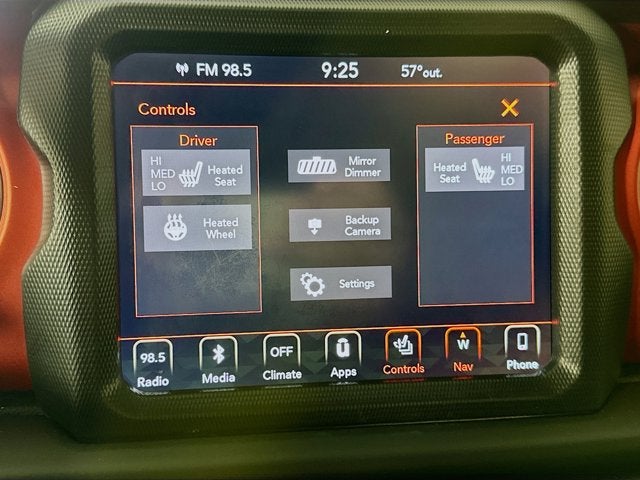 FM 98.5 9:25 57°out.
Controls X
Driver
HI
MED
LO
Heated
Seat
Heated
Wheel
Mirror
Dimmer
Backup
Camera
Settings
Passenger
Heated
Seat
HI
MED
LO
98.5
Radio
Media
OFF
Climate
Apps
Controls
W
Nav
Phone